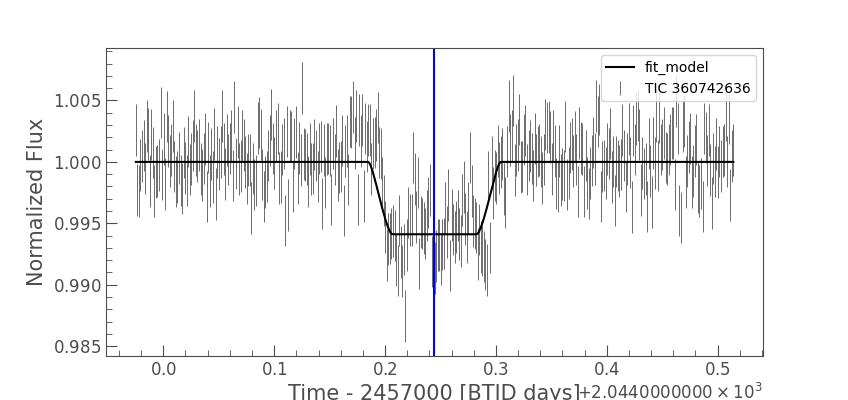 fit_model
TIC 360742636
Normalized Flux
1.005
1.000
0.995
0.990
0.985
0.0 0.1 0.2 0.3 0.4 0.5
Time - 2457000 [BTJD days]
+2.0440000000 × 10³